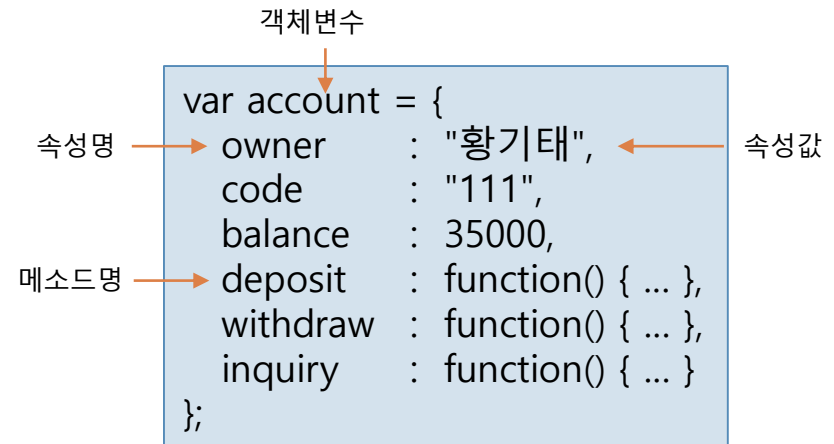 객체변수
var account = {
속성명 owner : "황기태", 속성값
code : "111",
balance : 35000,
메소드명 deposit : function() { ... },
withdraw : function() { ... },
inquiry : function() { ... }
};